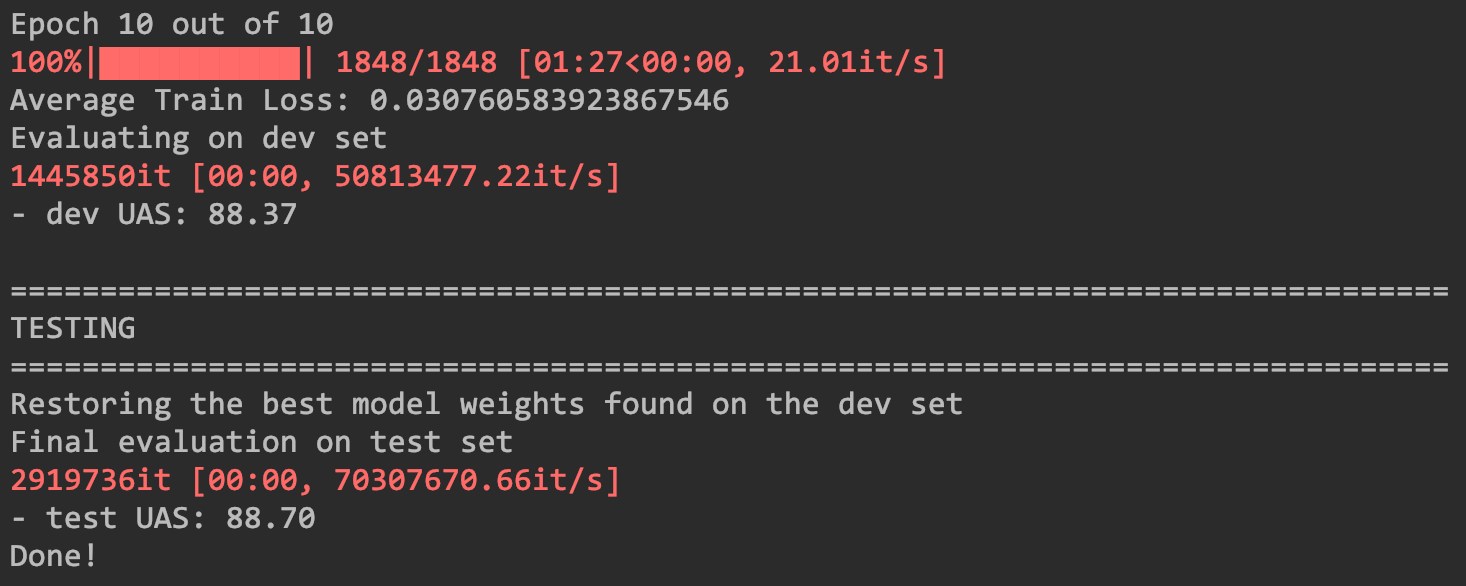 Epoch 10 out of 10
100%|██████████| 1848/1848 [01:27<00:00, 21.01it/s]
Average Train Loss: 0.030760583923867546
Evaluating on dev set
1445850it [00:00, 50813477.22it/s]
- dev UAS: 88.37
================================================================================
TESTING
================================================================================
Restoring the best model weights found on the dev set
Final evaluation on test set
2919736it [00:00, 70307670.66it/s]
- test UAS: 88.70
Done!